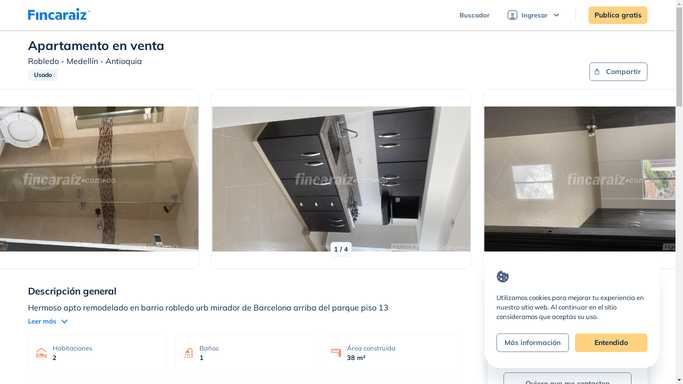 Fincaraiz
Buscador
Ingresar
Publica gratis
Apartamento en venta
Robledo - Medellín - Antioquia
Usado
Compartir
fincaraiz.com.co
fincaraiz.com.co
fincaraiz.com.co
1 / 4
Descripción general
Hermoso apto remodelado en barrio robledo urb mirador de Barcelona arriba del parque piso 13
Leer más
Habitaciones
2
Baños
1
Área construida
38 m²
Utilizamos cookies para mejorar tu experiencia en
nuestro sitio web. Al continuar en el sitio
consideramos que aceptas su uso.
Más información
Entendido
Quiero que me contacten